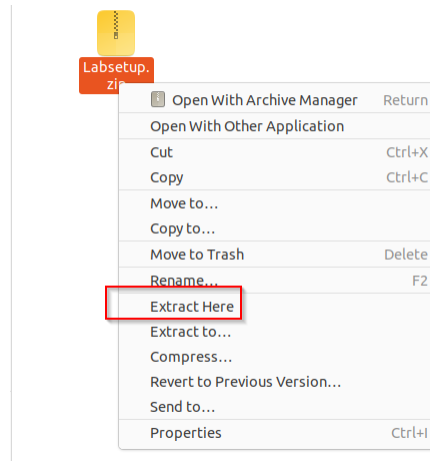 Labsetup.
zip
Open With Archive Manager Return
Open With Other Application
Cut Ctrl+X
Copy Ctrl+C
Move to…
Copy to…
Move to Trash Delete
Rename… F2
Extract Here
Extract to…
Compress…
Revert to Previous Version…
Send to…
Properties Ctrl+I